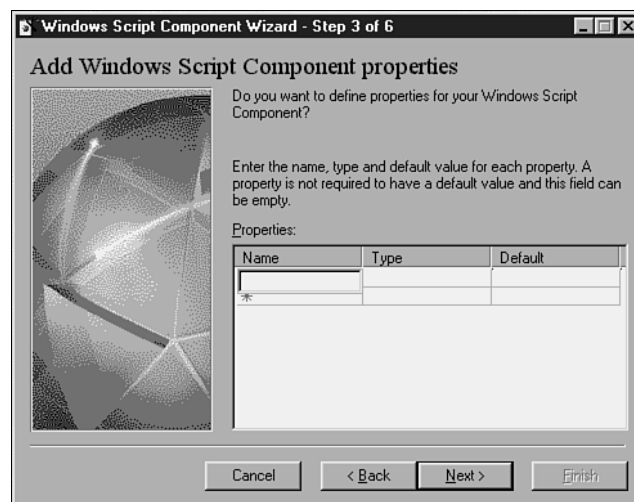 Windows Script Component Wizard - Step 3 of 6
Add Windows Script Component properties
Do you want to define properties for your Windows Script
Component?
Enter the name, type and default value for each property. A
property is not required to have a default value and this field can
be empty.
Properties:
Name Type Default
*
Cancel < Back Next > Finish